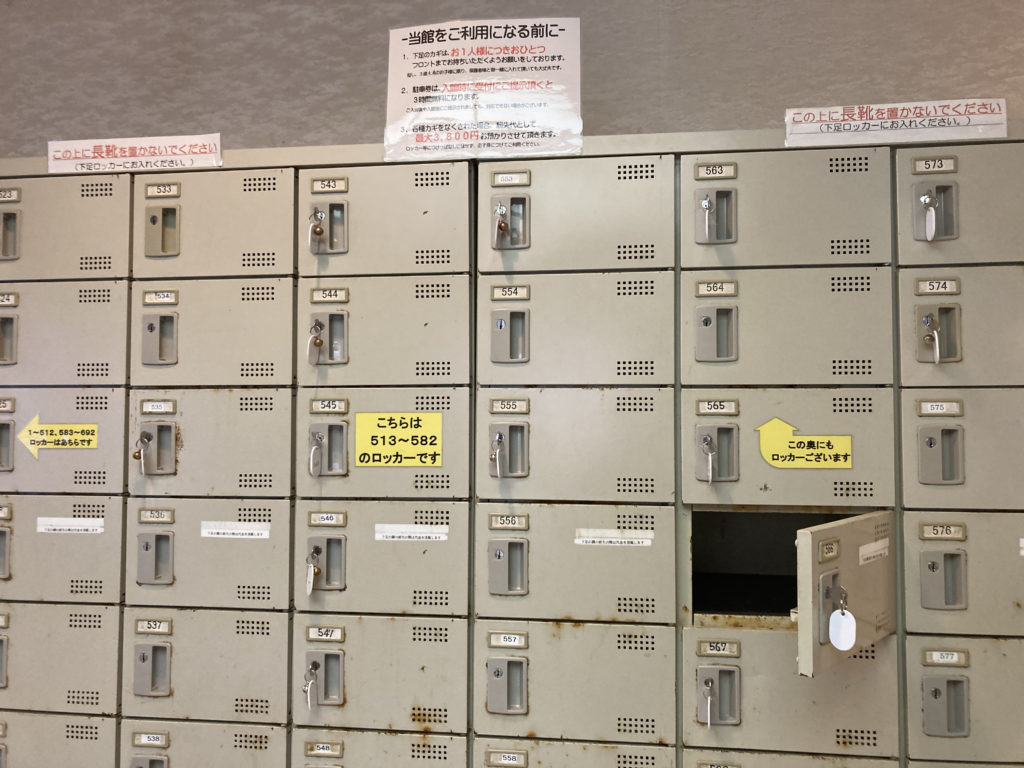 -当館をご利用になる前に-
1、下足のカギは、お1人様につきおひとつ
フロントまでお持ちいただくようお願いをしております。
2、駐車券は、入館時に受付にご提示頂くと
3時間無料になります。
3、各種カギをなくされた場合、紛失代として
最大3,800円お預かりさせて頂きます。
この上に長靴を置かないでください
(下足ロッカーにお入れください。)
この上に長靴を置かないでください
(下足ロッカーにお入れください。)
523
533
543
553
563
573
524
534
544
554
564
574
535
545
555
565
575
1～512、583～692
ロッカーはあちらです
こちらは
513～582
のロッカーです
この奥にも
ロッカーございます
536
546
556
566
576
537
547
557
567
577
538
548
558